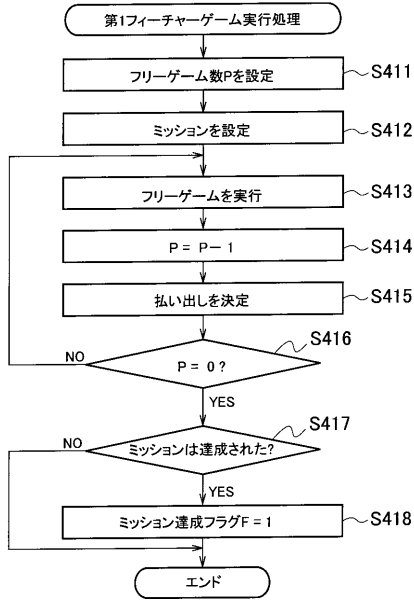 第1フィーチャーゲーム実行処理
フリーゲーム数Pを設定
S411
ミッションを設定
S412
フリーゲームを実行
S413
P = P－1
S414
払い出しを決定
S415
S416
P = 0？
NO
YES
S417
ミッションは達成された？
NO
YES
ミッション達成フラグF = 1
S418
エンド